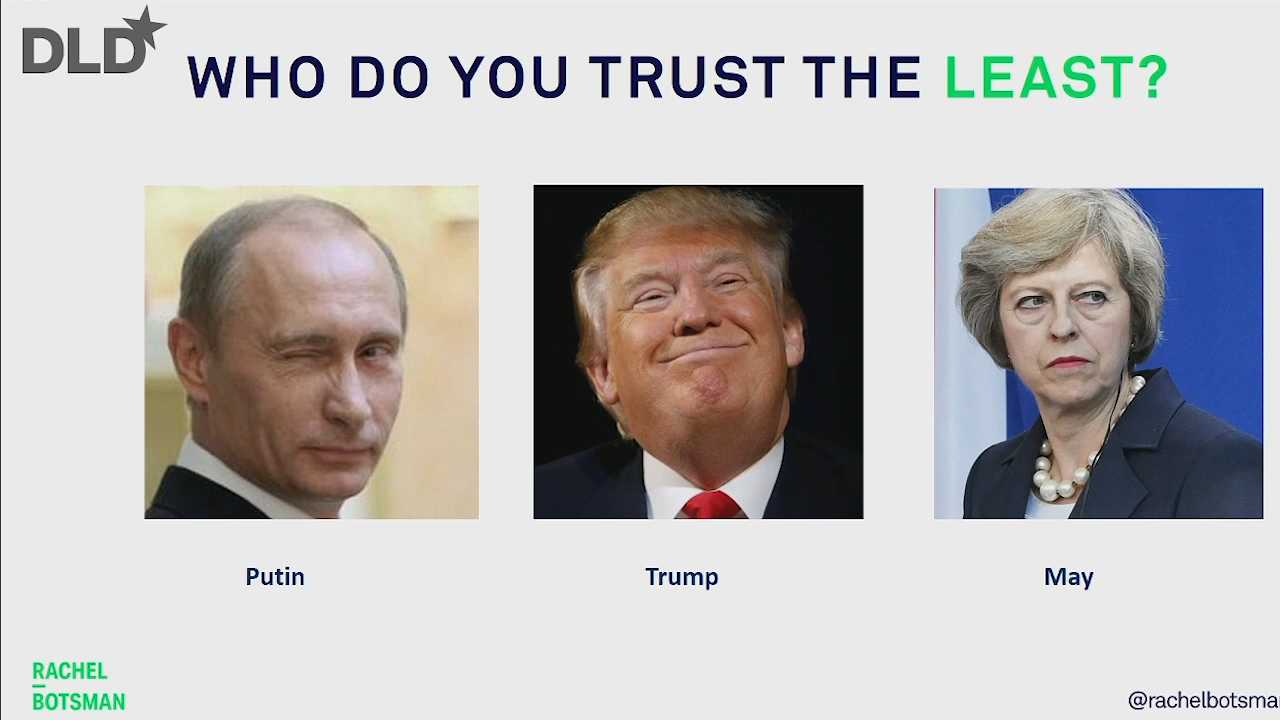 DLD
WHO DO YOU TRUST THE LEAST?
Putin
Trump
May
RACHEL
BOTSMAN
@rachelbotsma